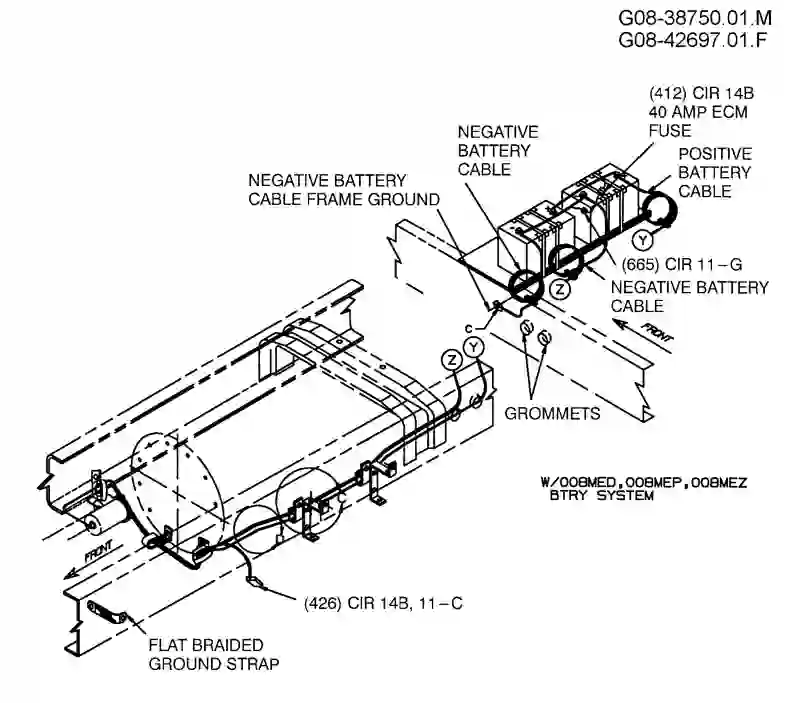 G08-38750.01.M
G08-42697.01.F
(412) CIR 14B
40 AMP ECM
FUSE
NEGATIVE
BATTERY
CABLE
POSITIVE
BATTERY
CABLE
NEGATIVE BATTERY
CABLE FRAME GROUND
Y
(665) CIR 11-G
Z
NEGATIVE BATTERY
CABLE
C
FRONT
Z
Y
GROMMETS
W/008MED, 008MEP, 008MEZ
BTRY SYSTEM
FRONT
(426) CIR 14B, 11-C
FLAT BRAIDED
GROUND STRAP